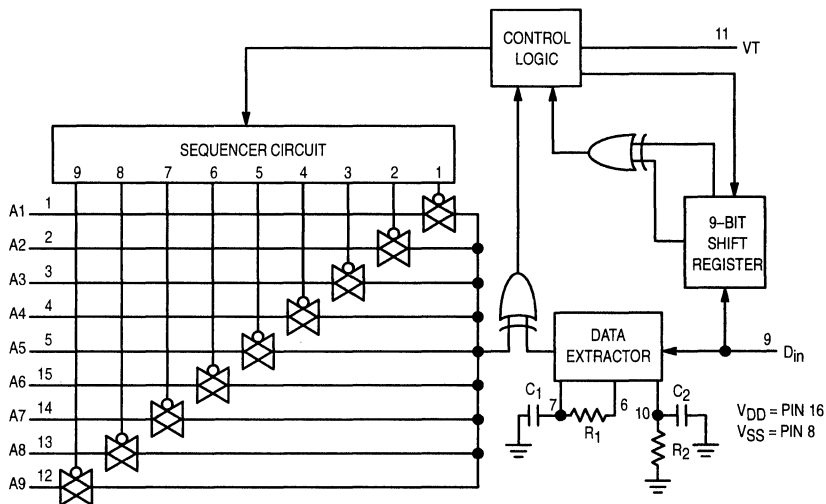 CONTROL
LOGIC
11
VT
SEQUENCER CIRCUIT
9 8 7 6 5 4 3 2 1
A1 1
A2 2
A3 3
A4 4
A5 5
A6 15
A7 14
A8 13
A9 12
9–BIT
SHIFT
REGISTER
DATA
EXTRACTOR
9
Din
C1
7
R1
6
10
C2
R2
VDD = PIN 16
VSS = PIN 8